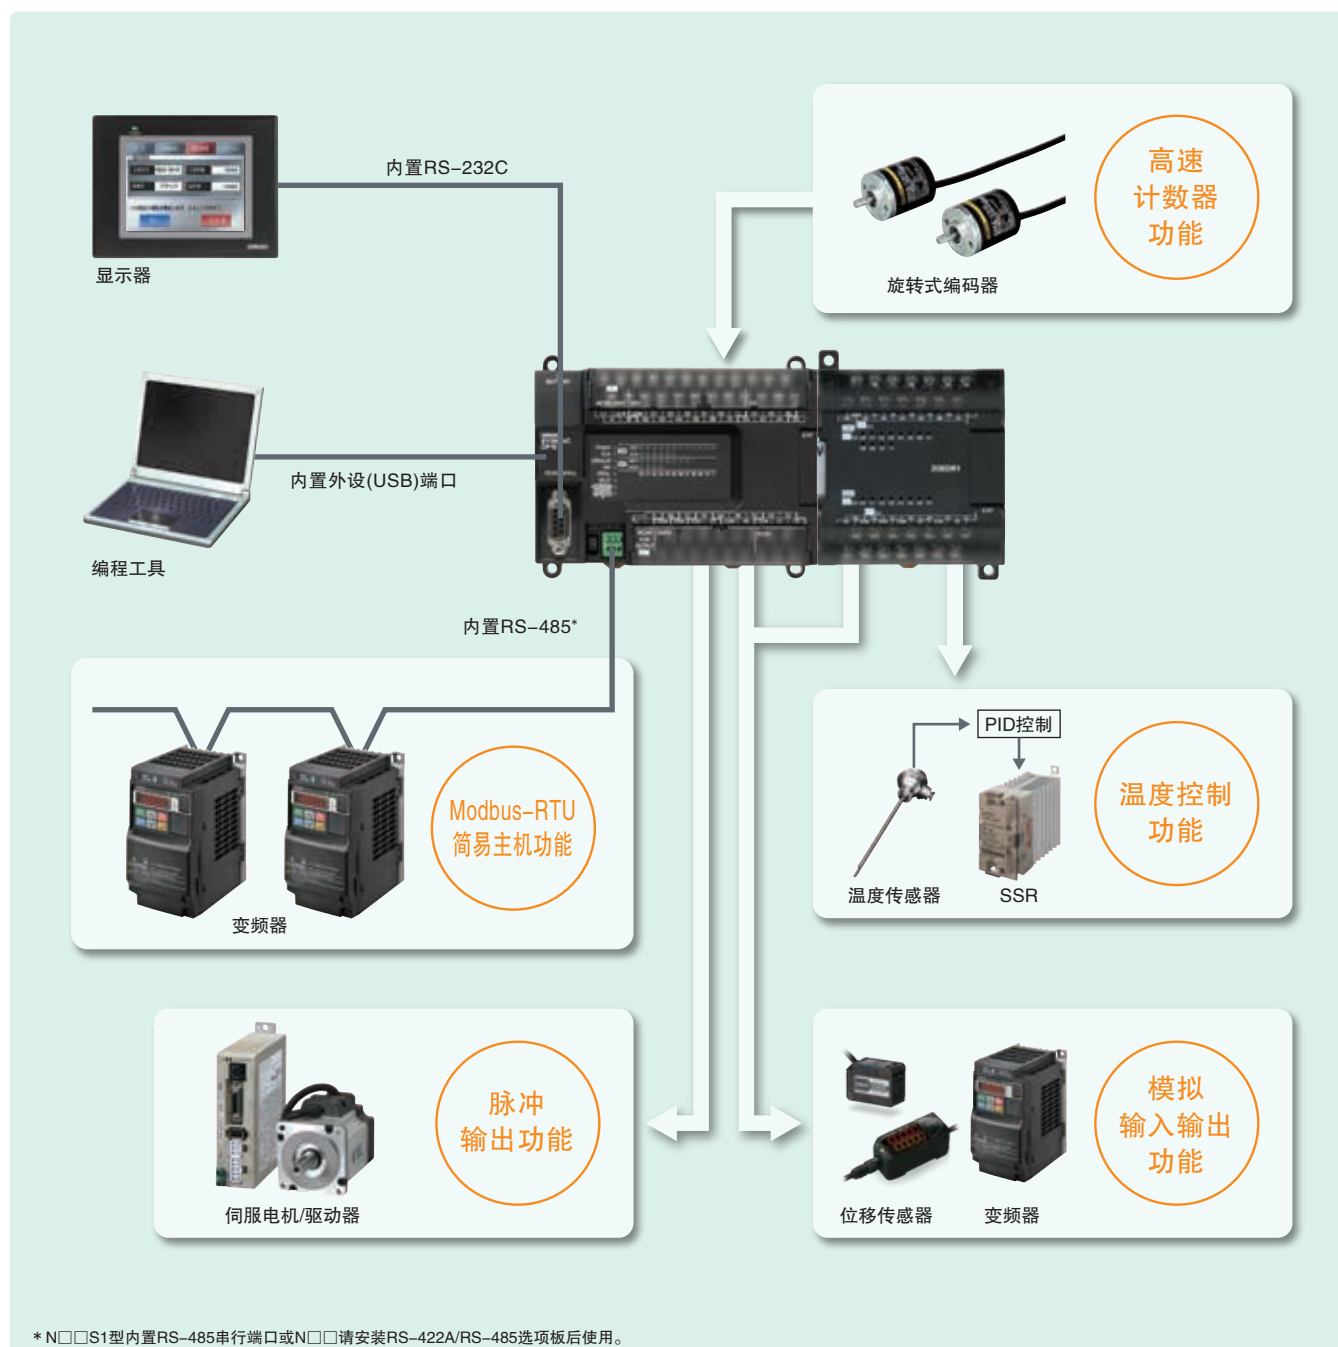 内置RS-232C
显示器
高速
计数器
功能
旋转式编码器
内置外设(USB)端口
编程工具
内置RS-485*
Modbus-RTU
简易主机功能
变频器
PID控制
温度控制
功能
温度传感器
SSR
脉冲
输出功能
伺服电机/驱动器
模拟
输入输出
功能
位移传感器
变频器
* N□□S1型内置RS-485串行端口或N□□请安装RS-422A/RS-485选项板后使用。